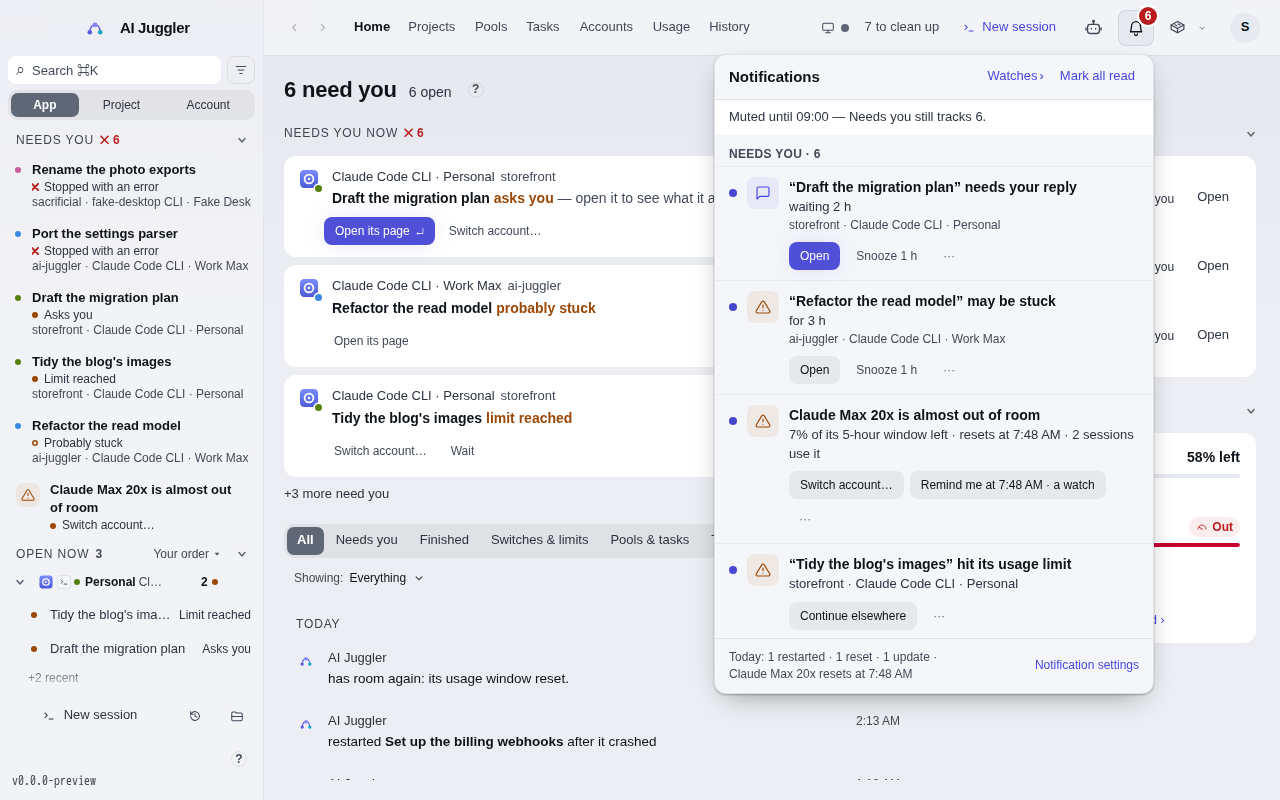 AI Juggler
Search ⌘K
App
Project
Account
NEEDS YOU 6
Rename the photo exports
Stopped with an error
sacrificial · fake-desktop CLI · Fake Desk
Port the settings parser
Stopped with an error
ai-juggler · Claude Code CLI · Work Max
Draft the migration plan
Asks you
storefront · Claude Code CLI · Personal
Tidy the blog's images
Limit reached
storefront · Claude Code CLI · Personal
Refactor the read model
Probably stuck
ai-juggler · Claude Code CLI · Work Max
Claude Max 20x is almost out
of room
Switch account…
OPEN NOW 3
Your order
Personal Cl…
2
Tidy the blog's ima…
Limit reached
Draft the migration plan
Asks you
+2 recent
New session
?
v0.0.0-preview
Home
Projects
Pools
Tasks
Accounts
Usage
History
7 to clean up
New session
6
S
6 need you
6 open
?
NEEDS YOU NOW 6
Claude Code CLI · Personal storefront
Draft the migration plan asks you — open it to see what it a
Open its page
Switch account…
Claude Code CLI · Work Max ai-juggler
Refactor the read model probably stuck
Open its page
Claude Code CLI · Personal storefront
Tidy the blog's images limit reached
Switch account…
Wait
+3 more need you
All
Needs you
Finished
Switches & limits
Pools & tasks
Showing: Everything
TODAY
AI Juggler
has room again: its usage window reset.
AI Juggler
2:13 AM
restarted Set up the billing webhooks after it crashed
Notifications
Watches ›
Mark all read
Muted until 09:00 — Needs you still tracks 6.
NEEDS YOU · 6
“Draft the migration plan” needs your reply
waiting 2 h
storefront · Claude Code CLI · Personal
Open
Snooze 1 h
···
“Refactor the read model” may be stuck
for 3 h
ai-juggler · Claude Code CLI · Work Max
Open
Snooze 1 h
···
Claude Max 20x is almost out of room
7% of its 5-hour window left · resets at 7:48 AM · 2 sessions
use it
Switch account…
Remind me at 7:48 AM · a watch
···
“Tidy the blog's images” hit its usage limit
storefront · Claude Code CLI · Personal
Continue elsewhere
···
Today: 1 restarted · 1 reset · 1 update ·
Claude Max 20x resets at 7:48 AM
Notification settings
you
Open
you
Open
you
Open
58% left
Out
›